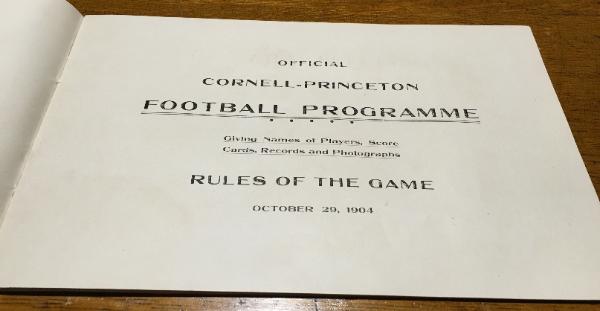 OFFICIAL
CORNELL-PRINCETON
FOOTBALL PROGRAMME
Giving Names of Players, Score
Cards, Records and Photographs
RULES OF THE GAME
OCTOBER 29, 1904